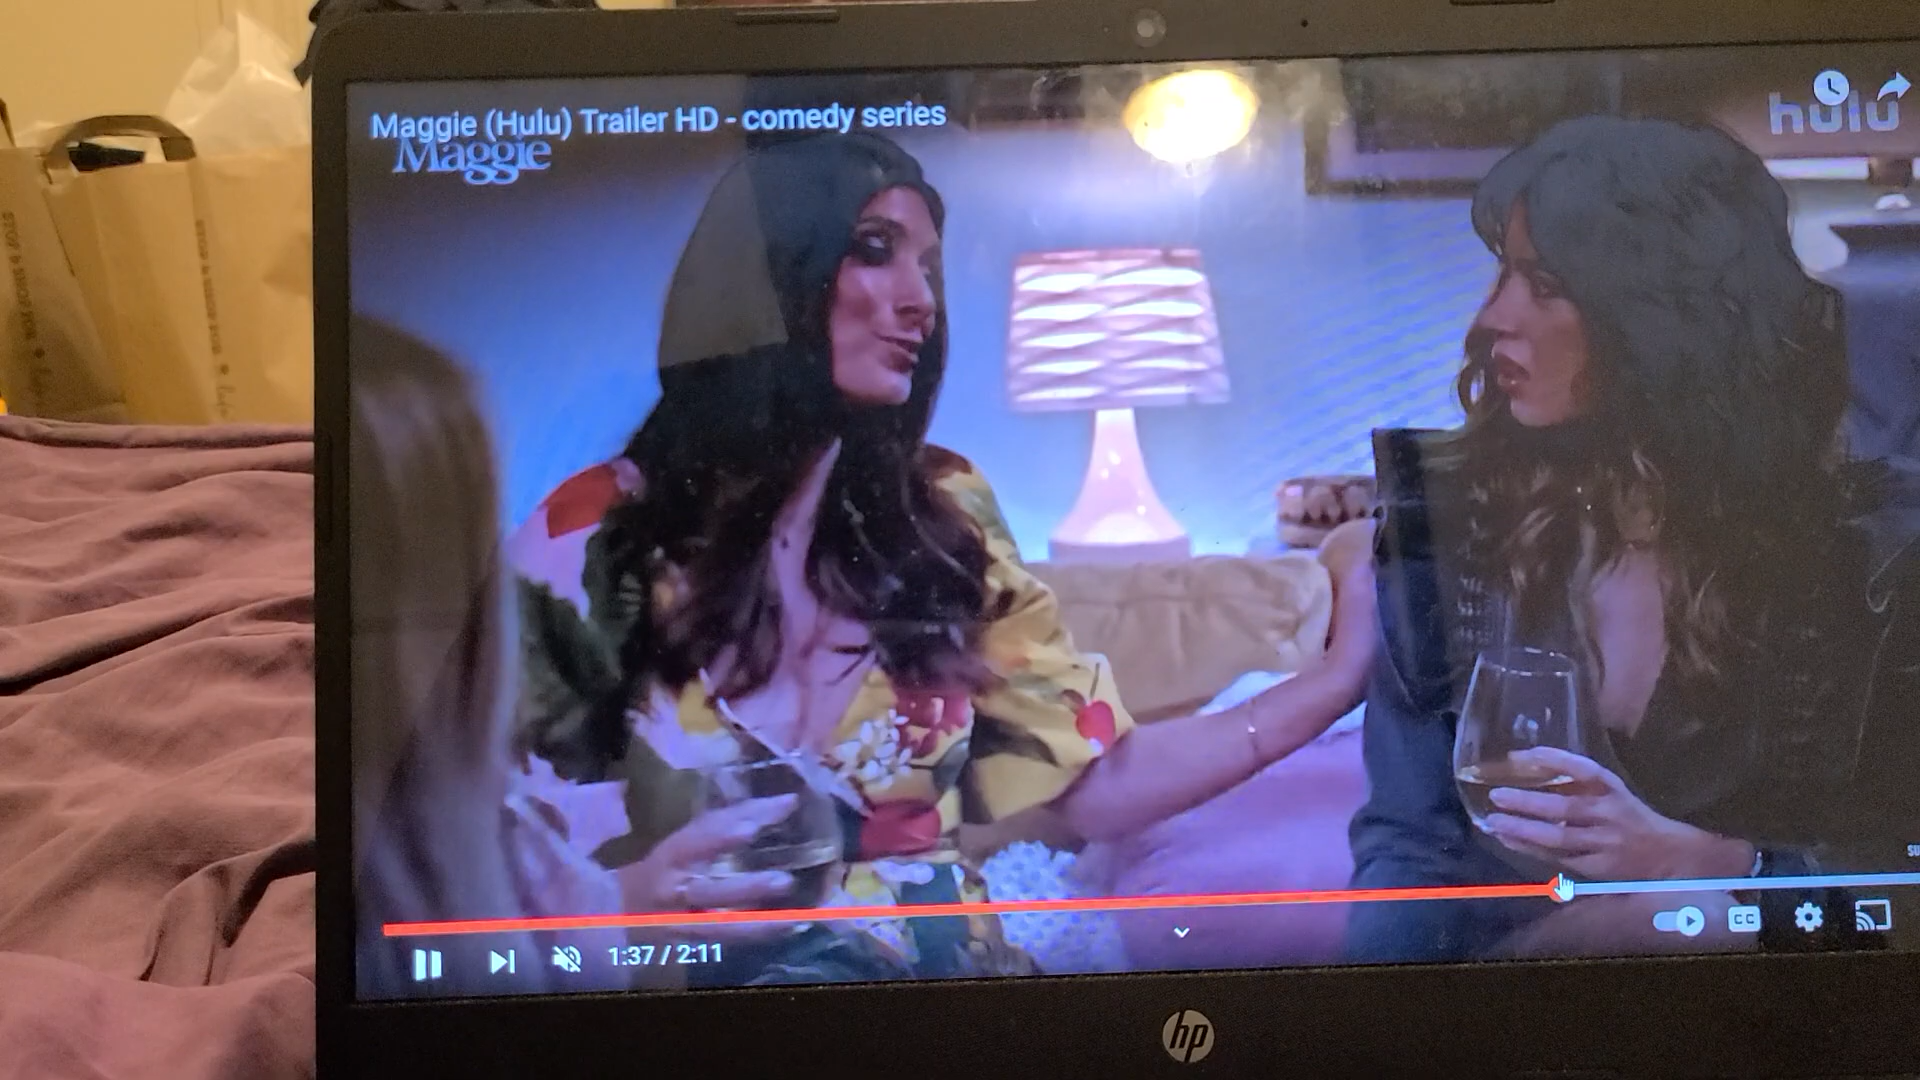 Maggie (Hulu) Trailer HD - comedy series
Maggie
hulu
1:37 / 2:11
CC
hp